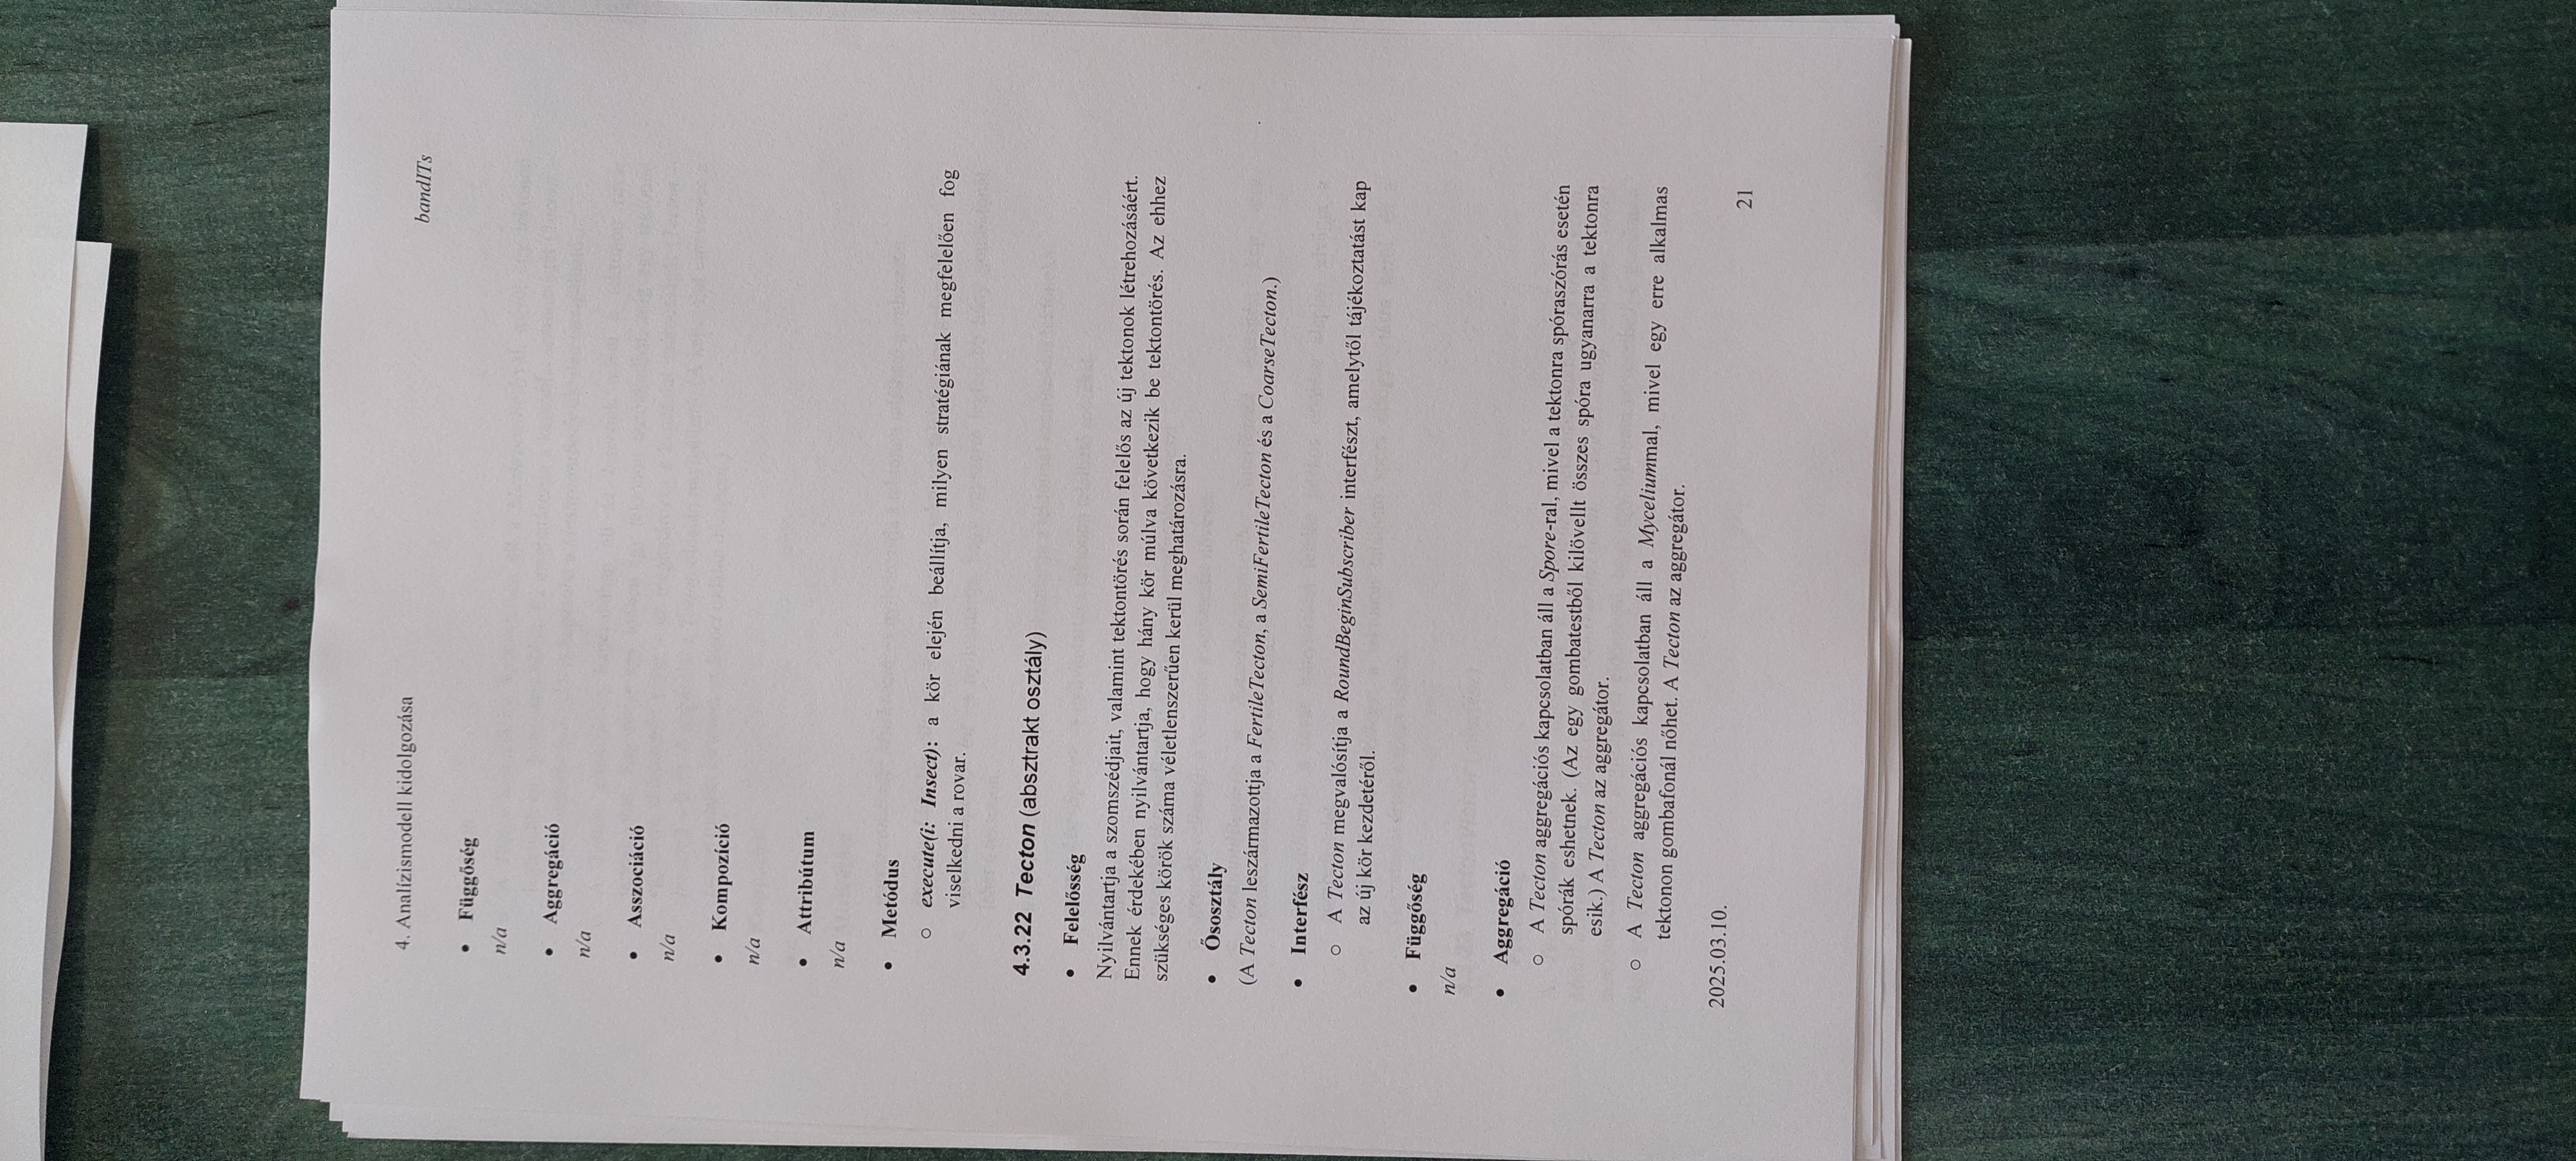 4. Analízismodell kidolgozása
bandITs
• Függőség
n/a
• Aggregáció
n/a
• Asszociáció
n/a
• Kompozíció
n/a
• Attribútum
n/a
• Metódus
○ execute(i: Insect): a kör elején beállítja, milyen stratégiának megfelelően fog
viselkedni a rovar.
4.3.22 Tecton (absztrakt osztály)
• Felelősség
Nyilvántartja a szomszédjait, valamint tektontörés során felelős az új tektonok létrehozásáért.
Ennek érdekében nyilvántartja, hogy hány kör múlva következik be tektontörés. Az ehhez
szükséges körök száma véletlenszerűen kerül meghatározásra.
• Ősosztály
(A Tecton leszármazottja a FertileTecton, a SemiFertileTecton és a CoarseTecton.)
• Interfész
○ A Tecton megvalósítja a RoundBeginSubscriber interfészt, amelytől tájékoztatást kap
az új kör kezdetéről.
• Függőség
n/a
• Aggregáció
○ A Tecton aggregációs kapcsolatban áll a Spore-ral, mivel a tektonra spóraszórás esetén
spórák eshetnek. (Az egy gombatestből kilövellt összes spóra ugyanarra a tektonra
esik.) A Tecton az aggregátor.
○ A Tecton aggregációs kapcsolatban áll a Myceliummal, mivel egy erre alkalmas
tektonon gombafonál nőhet. A Tecton az aggregátor.
2025.03.10.
21